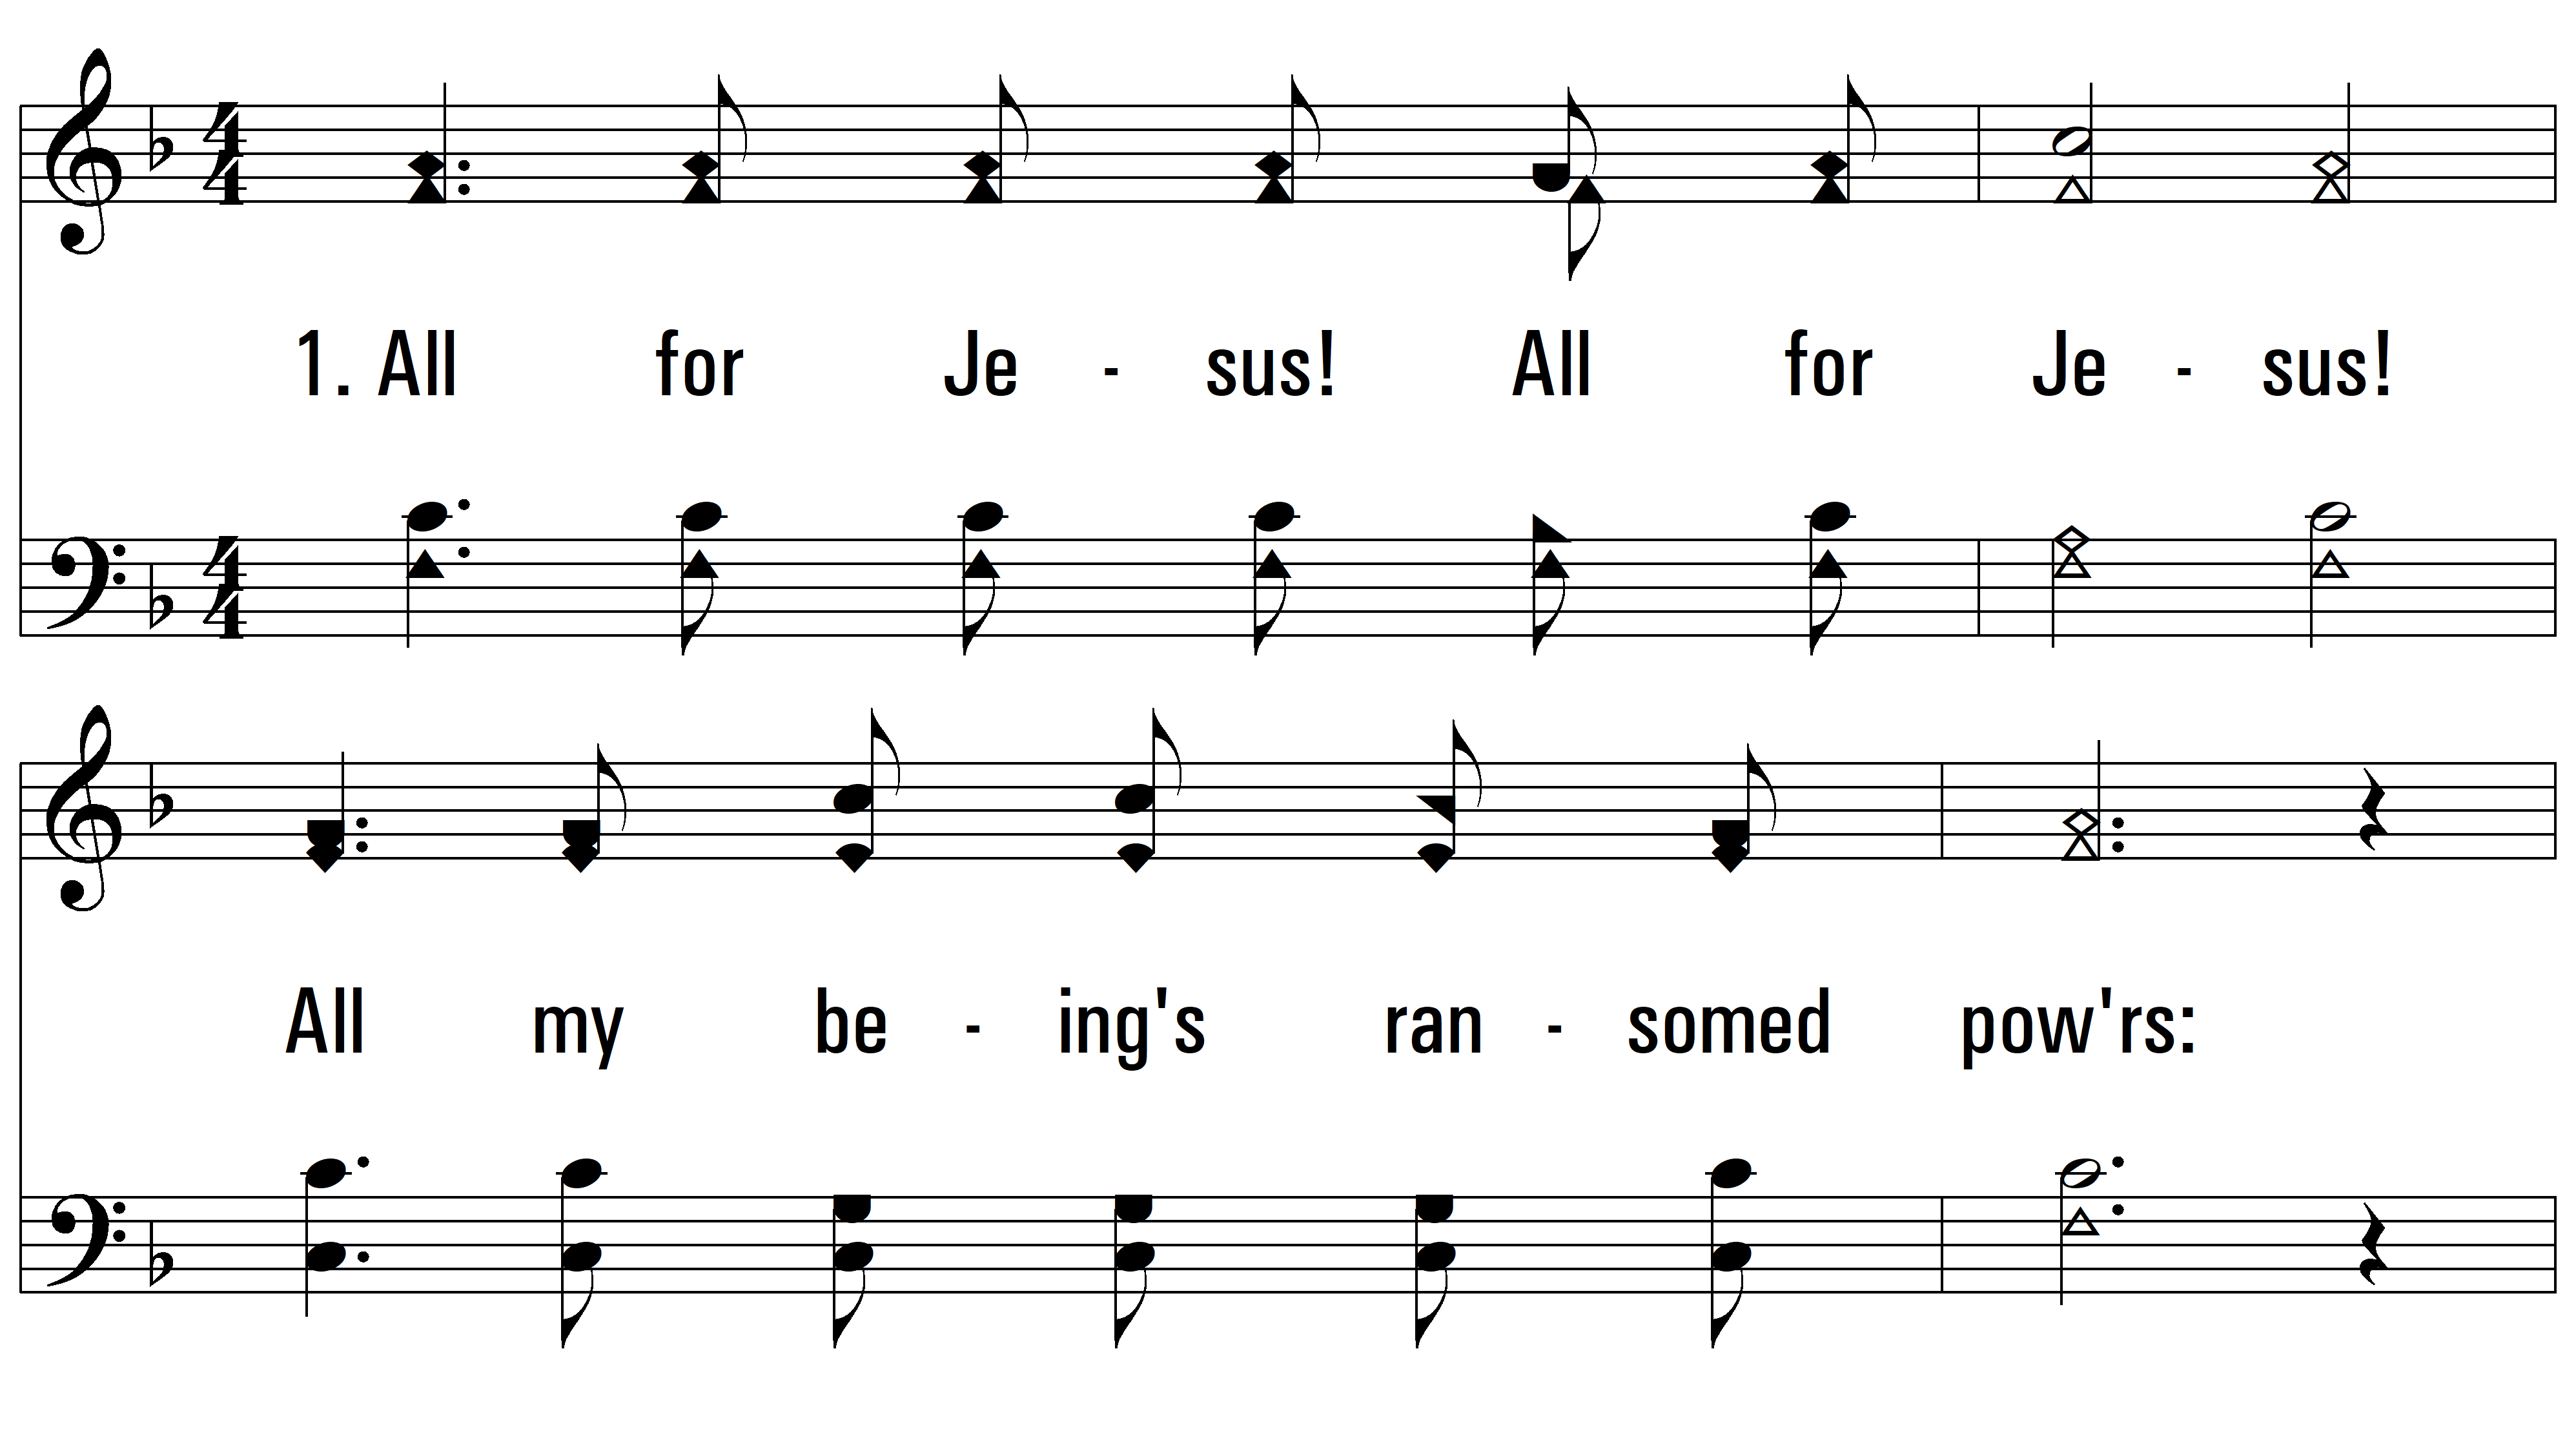 1. All for Je - sus! All for Je - sus!
All my be - ing's ran - somed pow'rs: